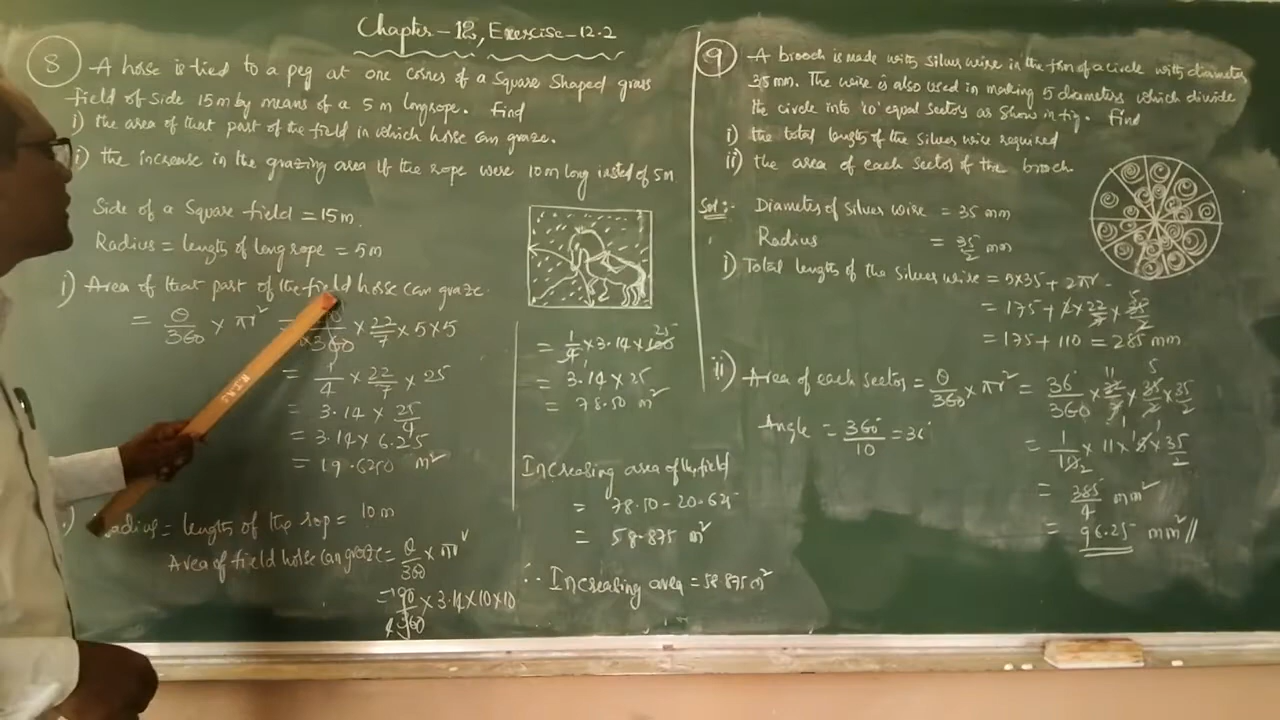 Chapter-12, Exercise-12.2
8 A horse is tied to a peg at one corner of a Square Shaped grass
field of side 15m by means of a 5 m long rope. Find
i) the area of that part of the field in which horse can graze.
i) the increase in the grazing area if the rope were 10m long insted of 5m
Side of a Square field = 15m
Radius = length of long rope = 5m
i) Area of that part of the field horse can graze.
= θ/360 × πr² = /360 × 22/7 × 5 × 5
= 1/4 × 22/7 × 25
= 3.14 × 25/4
= 3.14 × 6.25
= 19.6250 m²
) Radius = length of the rop = 10m
Area of field horse can graze = θ/360 × πr²
= 90/360 × 3.14 × 10 × 10
= 1/4 × 3.14 × 100 25
= 3.14 × 25
= 78.50 m²
Increasing area of the field
= 78.50 - 20.625
= 58.875 m²
∴ Increasing area = 58.875 m²
9 A brooch is made with silver wire in the form of a circle with diameter
35 mm. The wire is also used in making 5 diameters which divide
the circle into '10' equal sectors as show in fig. Find
i) the total length of the silver wire required
ii) the area of each sector of the broch.
Sol:- Diameter of silver wire = 35 mm
Radius = 35/2 mm
i) Total length of the silver wire = 5×35 + 2πr
= 175 + 2 × 22/7 × 35/2 5
= 175 + 110 = 285 mm
ii) Area of each sector = θ/360 × πr² = 36°/360 × 22/7 × 35/2 × 35/2
Angle = 360°/10 = 36°
= 1/10 × 11 × 5 × 35/2
= 385/4 mm²
= 96.25 mm² //